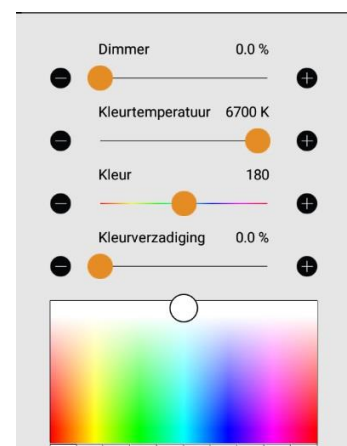 Dimmer 0.0 %
Kleurtemperatuur 6700 K
Kleur 180
Kleurverzadiging 0.0 %